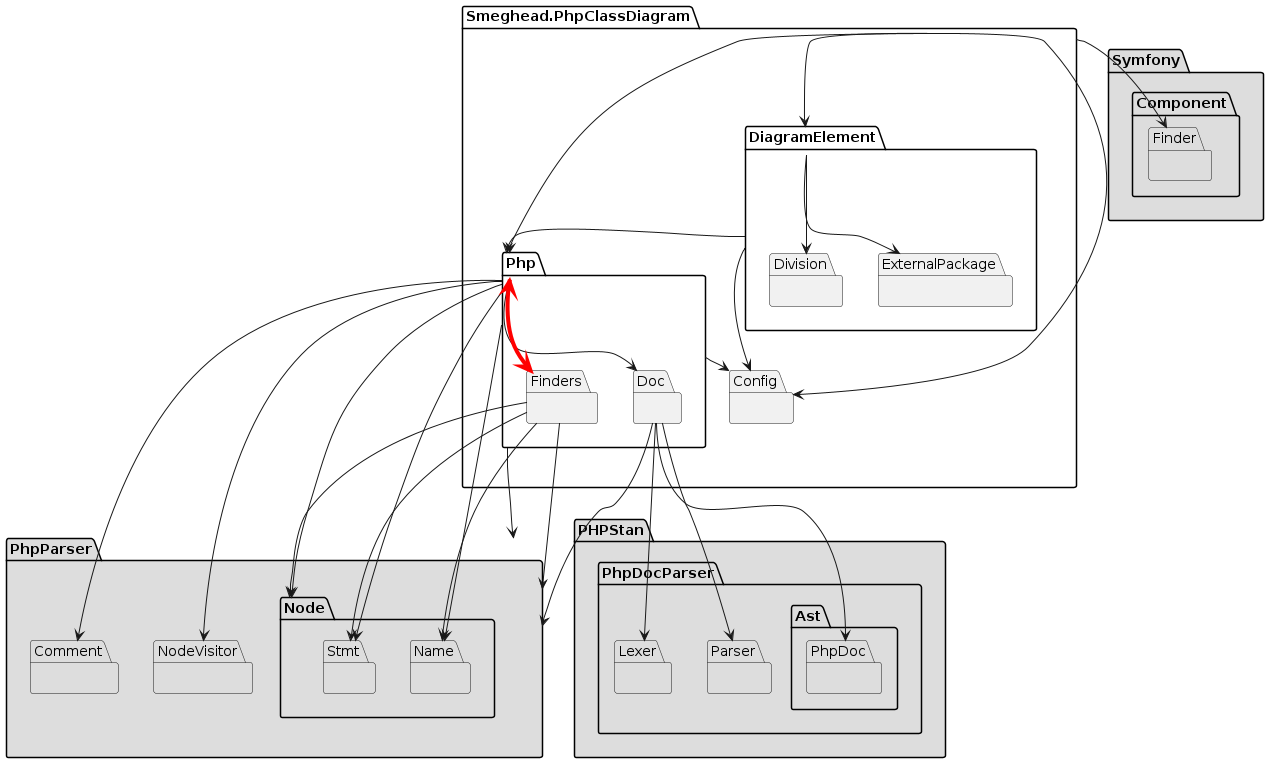 Smeghead.PhpClassDiagram
Symfony
Component
Finder
DiagramElement
Division
ExternalPackage
Php
Finders
Doc
Config
PhpParser
Comment
NodeVisitor
Node
Stmt
Name
PHPStan
PhpDocParser
Lexer
Parser
Ast
PhpDoc